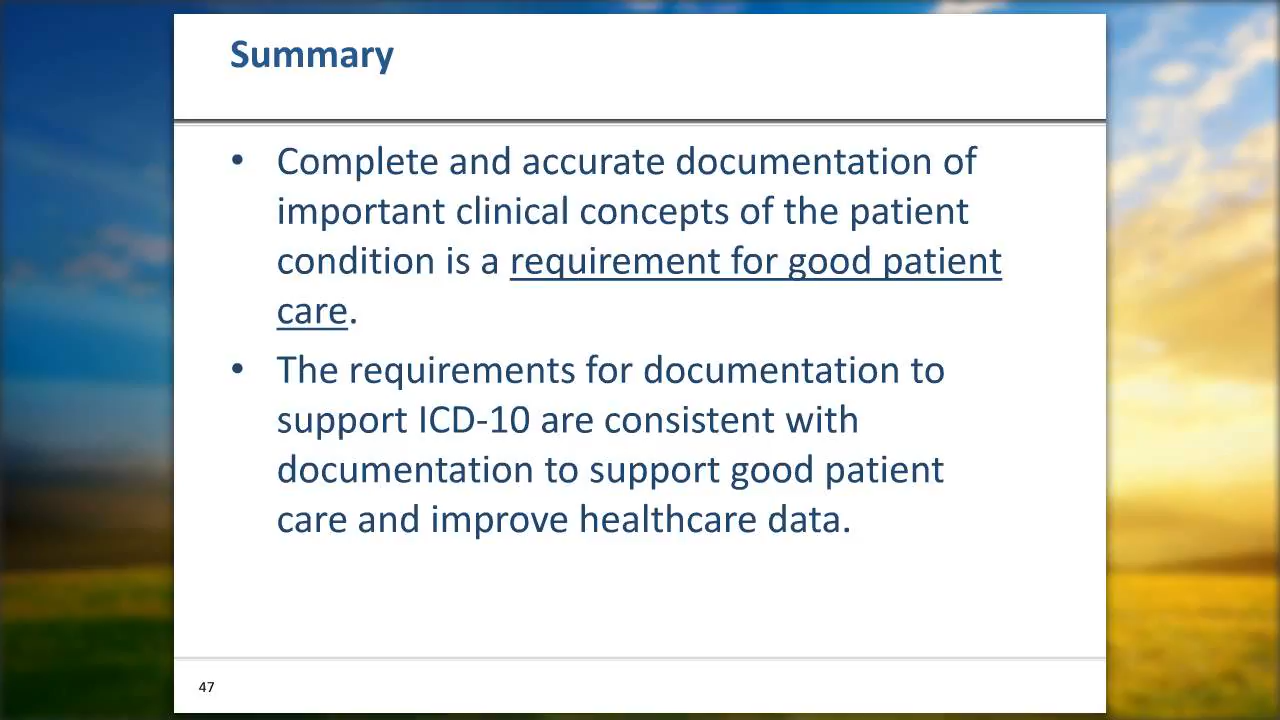 Summary
• Complete and accurate documentation of
important clinical concepts of the patient
condition is a requirement for good patient
care.
• The requirements for documentation to
support ICD-10 are consistent with
documentation to support good patient
care and improve healthcare data.
47